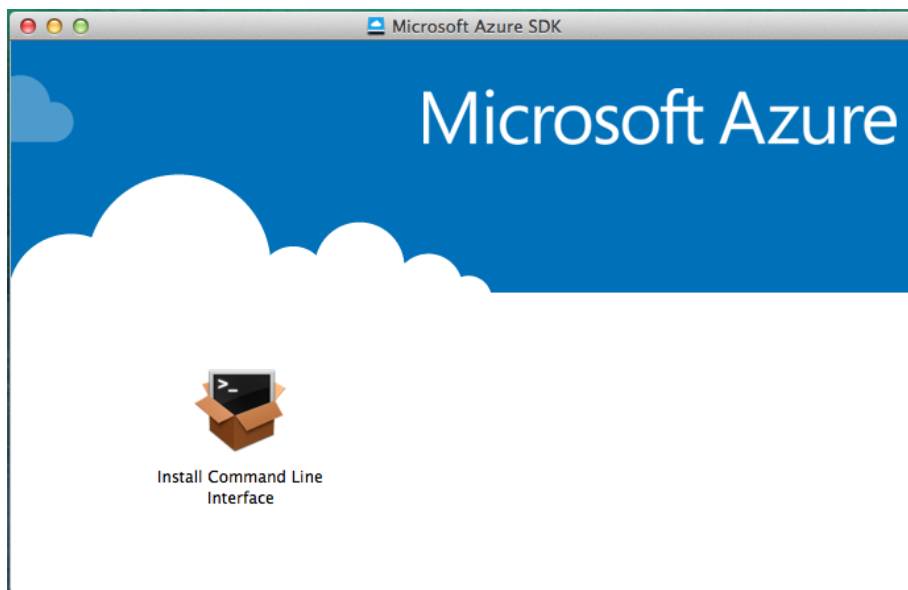 Microsoft Azure SDK
Microsoft Azure
>_
Install Command Line
Interface